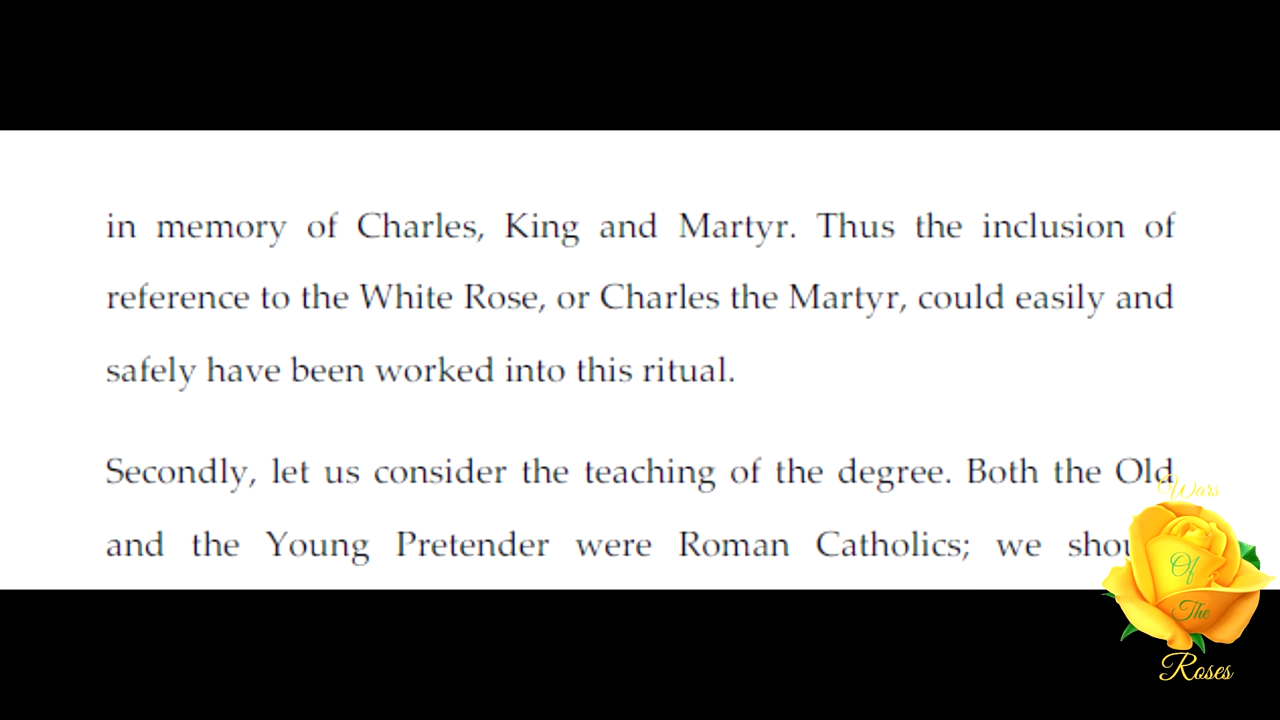 in memory of Charles, King and Martyr. Thus the inclusion of
reference to the White Rose, or Charles the Martyr, could easily and
safely have been worked into this ritual.
Secondly, let us consider the teaching of the degree. Both the Old
and the Young Pretender were Roman Catholics; we
Wars
Of
The
Roses